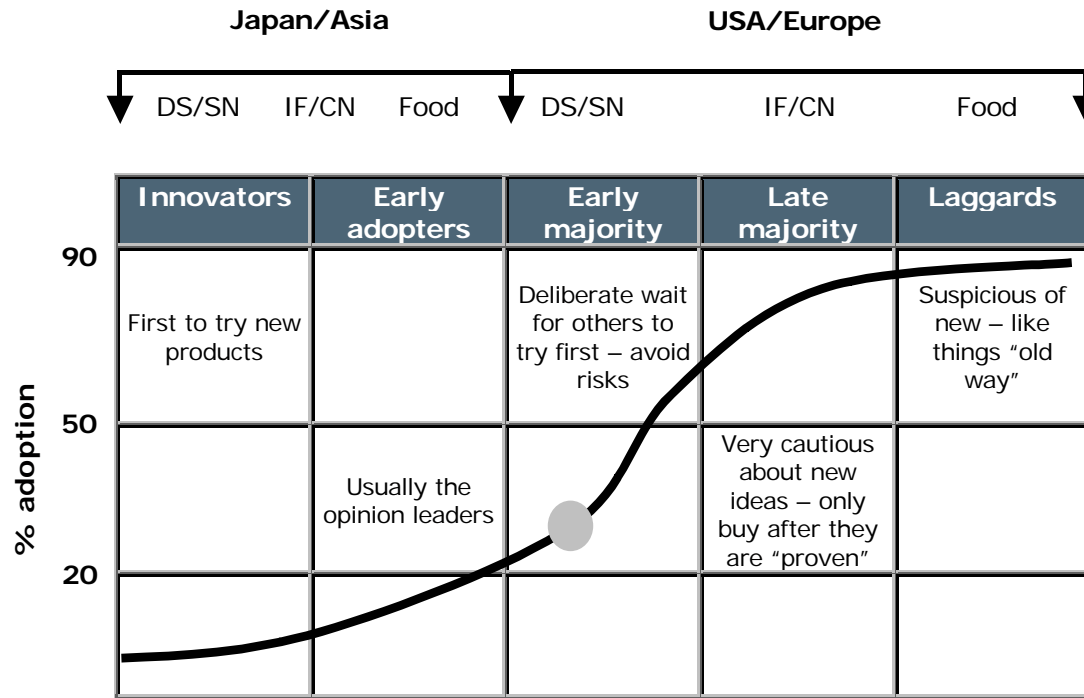 Japan/Asia
USA/Europe
DS/SN
IF/CN
Food
DS/SN
IF/CN
Food
Innovators
Early
adopters
Early
majority
Late
majority
Laggards
% adoption
90
50
20
First to try new
products
Usually the
opinion leaders
Deliberate wait
for others to
try first – avoid
risks
Very cautious
about new
ideas – only
buy after they
are “proven”
Suspicious of
new – like
things “old
way”